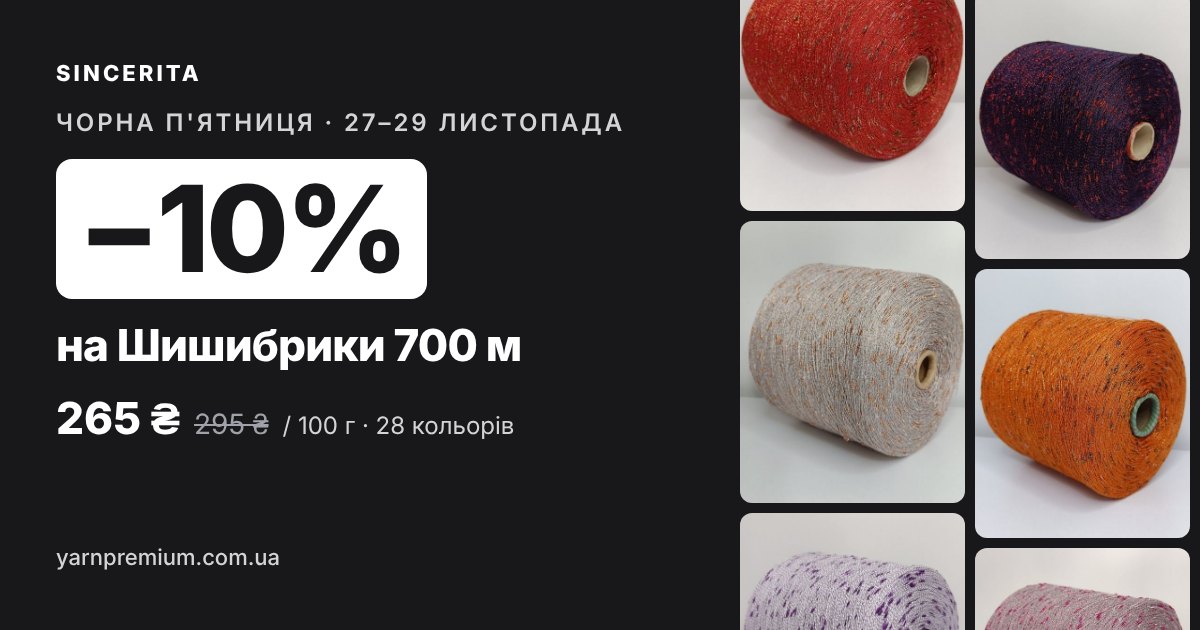 SINCERITA
ЧОРНА П'ЯТНИЦЯ · 27–29 ЛИСТОПАДА
–10%
на Шишибрики 700 м
265 ₴ 295 ₴ / 100 г · 28 кольорів
yarnpremium.com.ua